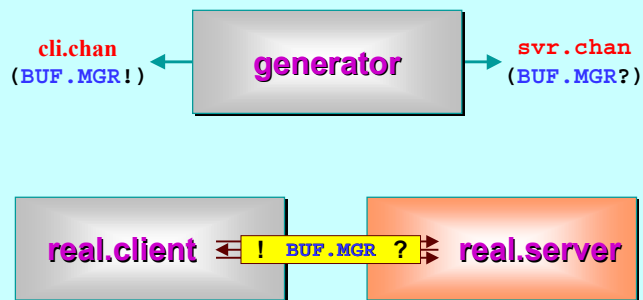 cli.chan
(BUF.MGR!)
generator
svr.chan
(BUF.MGR?)
real.client
! BUF.MGR ?
real.server